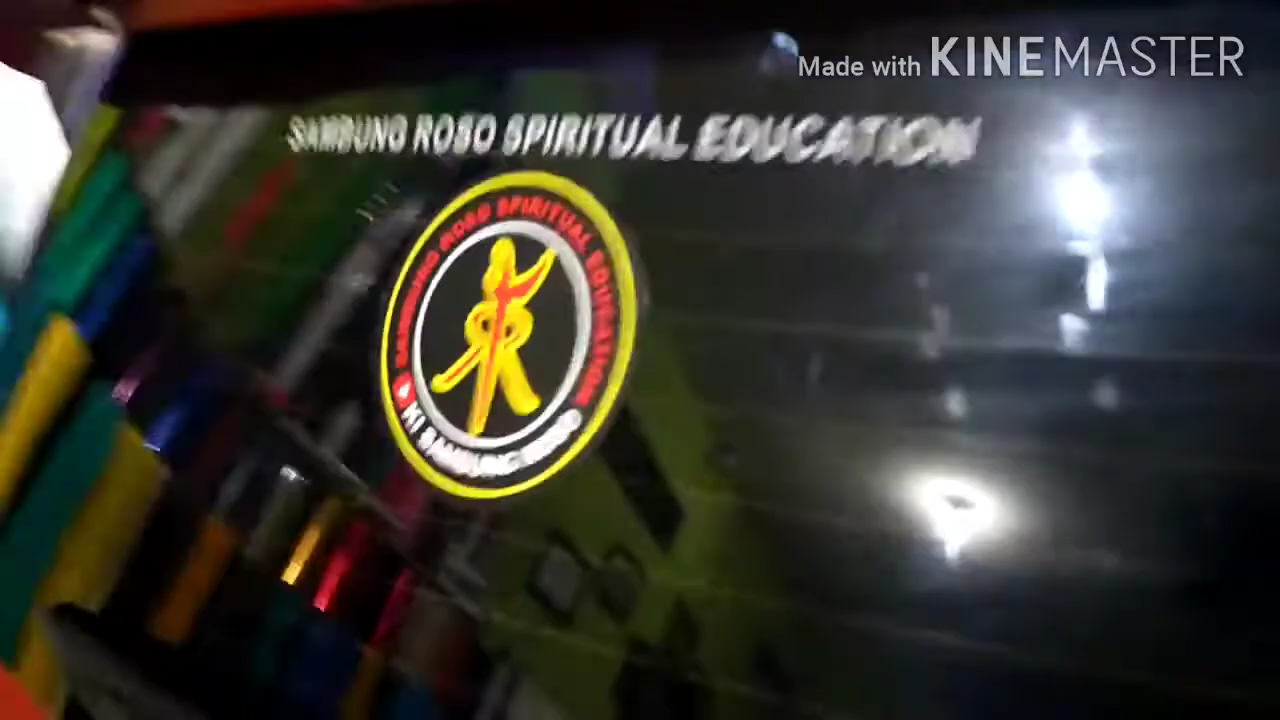 Made with KINEMASTER
SAMBUNG ROSO SPIRITUAL EDUCATION
SAMBUNG ROSO SPIRITUAL EDUCATION
KI SAMBUNG ROSO